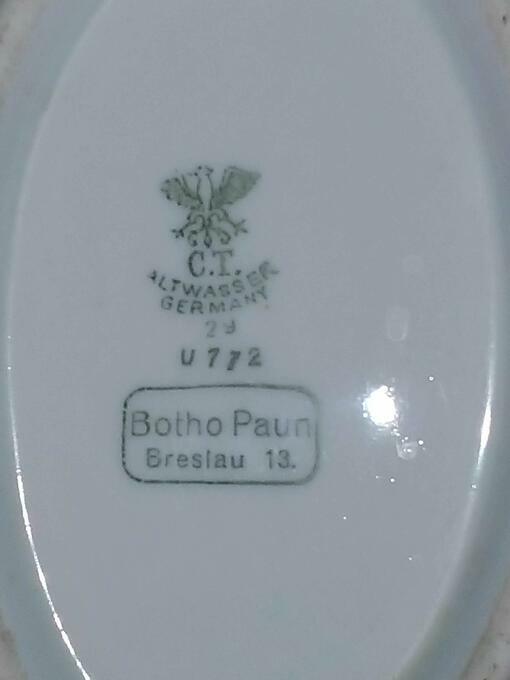 C.T.
ALTWASSER
GERMANY
29
U 772
Botho Paun
Breslau 13.